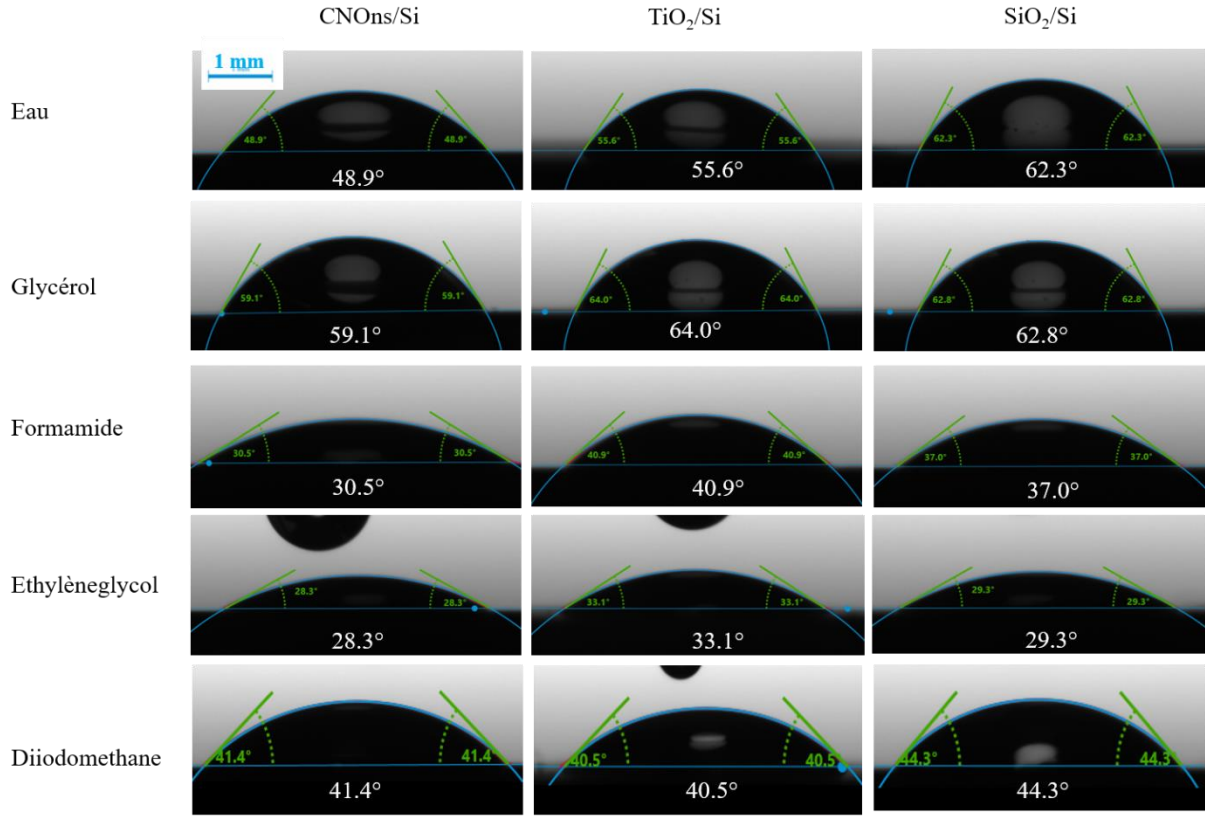 CNOns/Si TiO₂/Si SiO₂/Si
1 mm
Eau
48.9° 48.9° 55.6° 55.6° 62.3° 62.3°
48.9° 55.6° 62.3°
Glycérol
59.1° 59.1° 64.0° 64.0° 62.8° 62.8°
59.1° 64.0° 62.8°
Formamide
30.5° 30.5° 40.9° 40.9° 37.0° 37.0°
30.5° 40.9° 37.0°
Ethylèneglycol
28.3° 28.3° 33.1° 33.1° 29.3° 29.3°
28.3° 33.1° 29.3°
Diiodomethane
41.4° 41.4° 40.5° 40.5 44.3° 44.3°
41.4° 40.5° 44.3°